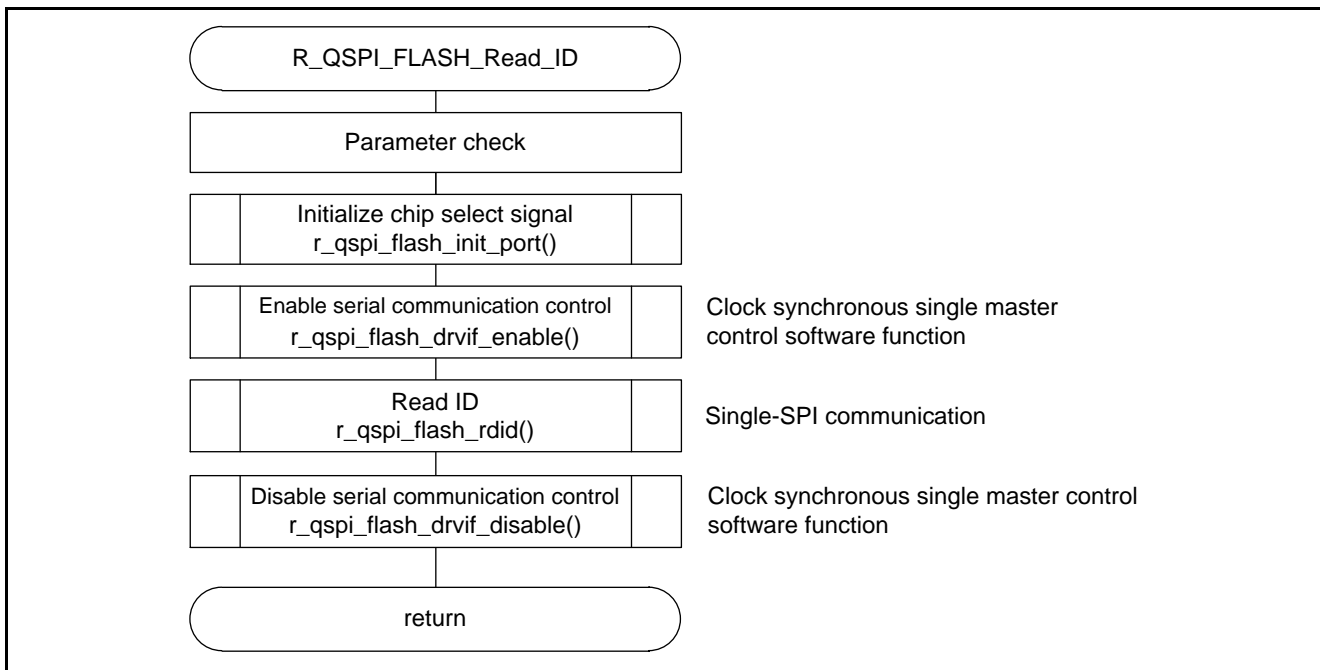 R_QSPI_FLASH_Read_ID
Parameter check
Initialize chip select signal
r_qspi_flash_init_port()
Enable serial communication control
r_qspi_flash_drvif_enable()
Clock synchronous single master
control software function
Read ID
r_qspi_flash_rdid()
Single-SPI communication
Disable serial communication control
r_qspi_flash_drvif_disable()
Clock synchronous single master control
software function
return